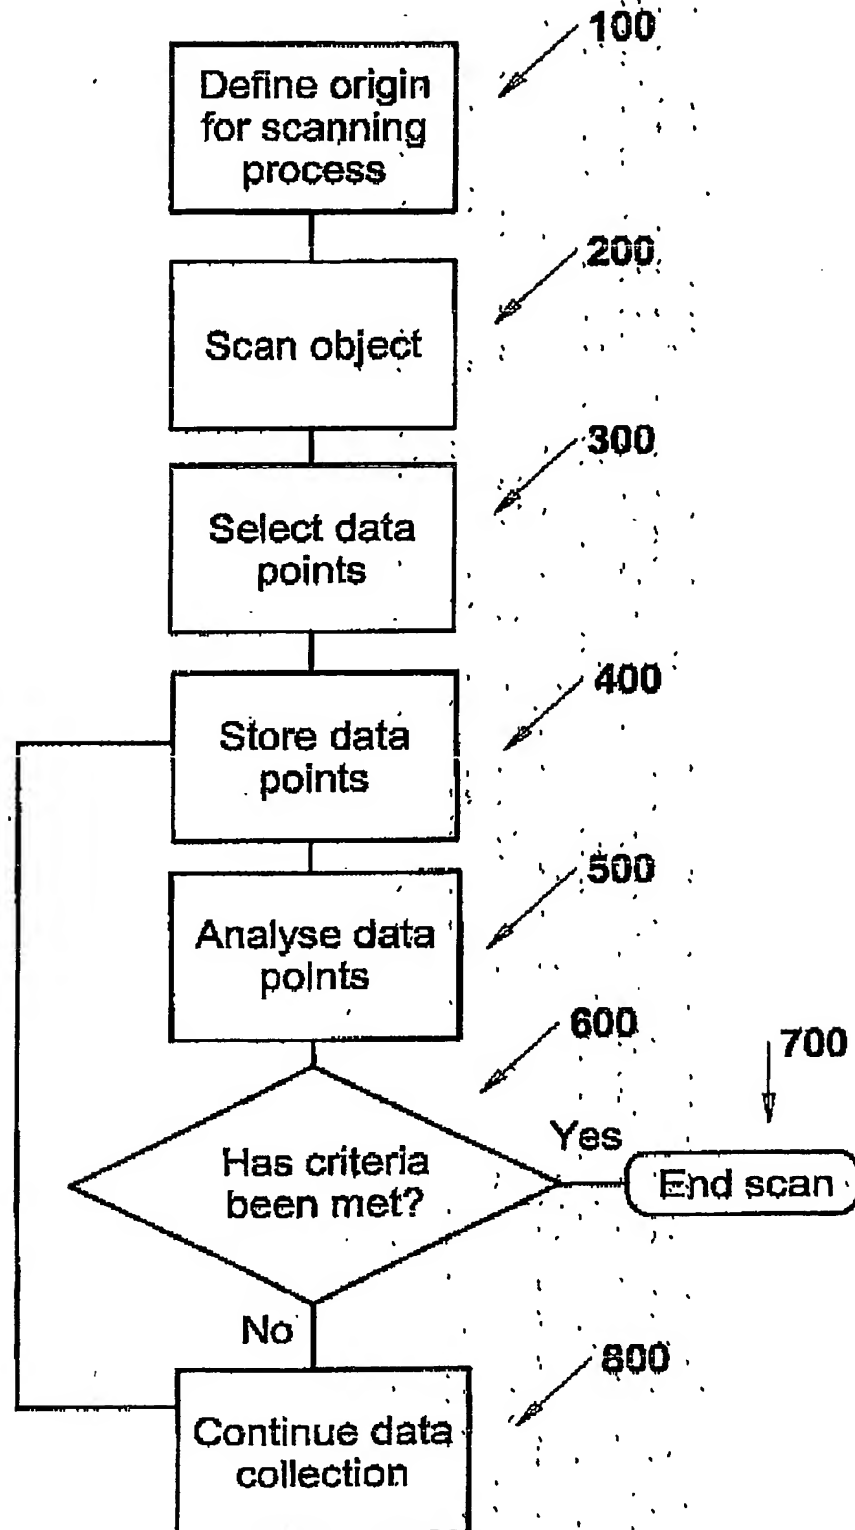 100
Define origin
for scanning
process
200
Scan object
300
Select data
points
400
Store data
points
500
Analyse data
points
600
700
Has criteria
been met?
Yes
End scan
No
800
Continue data
collection